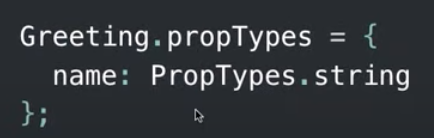 Greeting.propTypes = {
  name: PropTypes.string
};